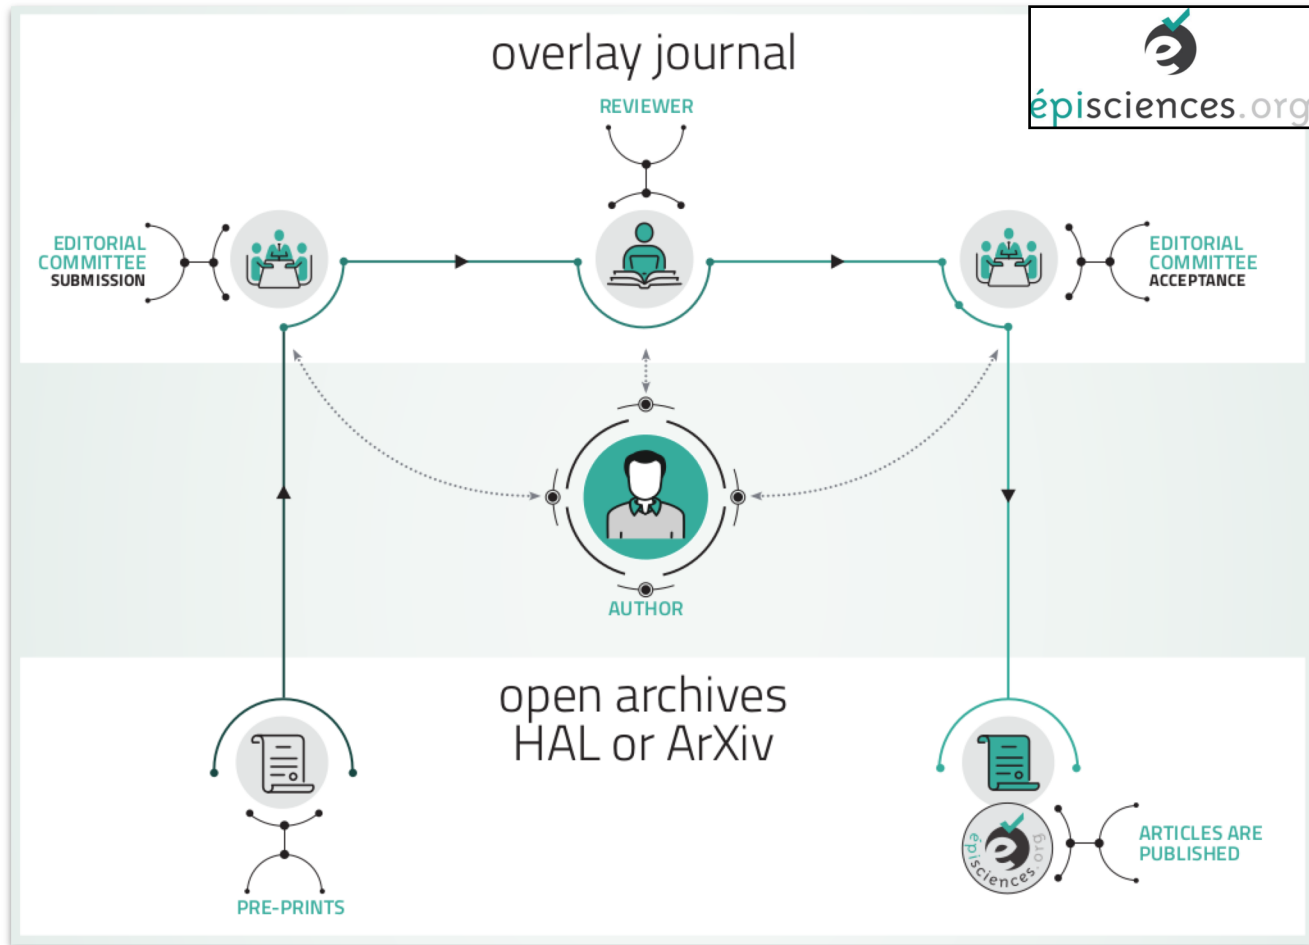 overlay journal
épisciences.org
REVIEWER
EDITORIAL
COMMITTEE
SUBMISSION
EDITORIAL
COMMITTEE
ACCEPTANCE
AUTHOR
open archives
HAL or ArXiv
PRE-PRINTS
épisciences.org
ARTICLES ARE
PUBLISHED